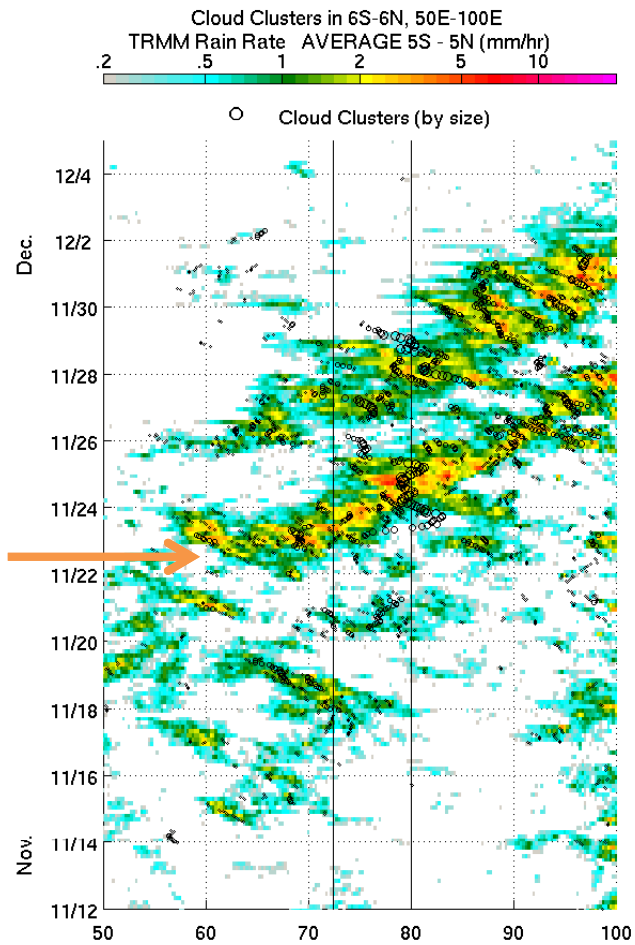 Cloud Clusters in 6S-6N, 50E-100E
TRMM Rain Rate AVERAGE 5S - 5N (mm/hr)
.2 .5 1 2 5 10
Cloud Clusters (by size)
Dec.
12/4
12/2
11/30
11/28
11/26
11/24
11/22
11/20
11/18
11/16
Nov.
11/14
11/12
50 60 70 80 90 100